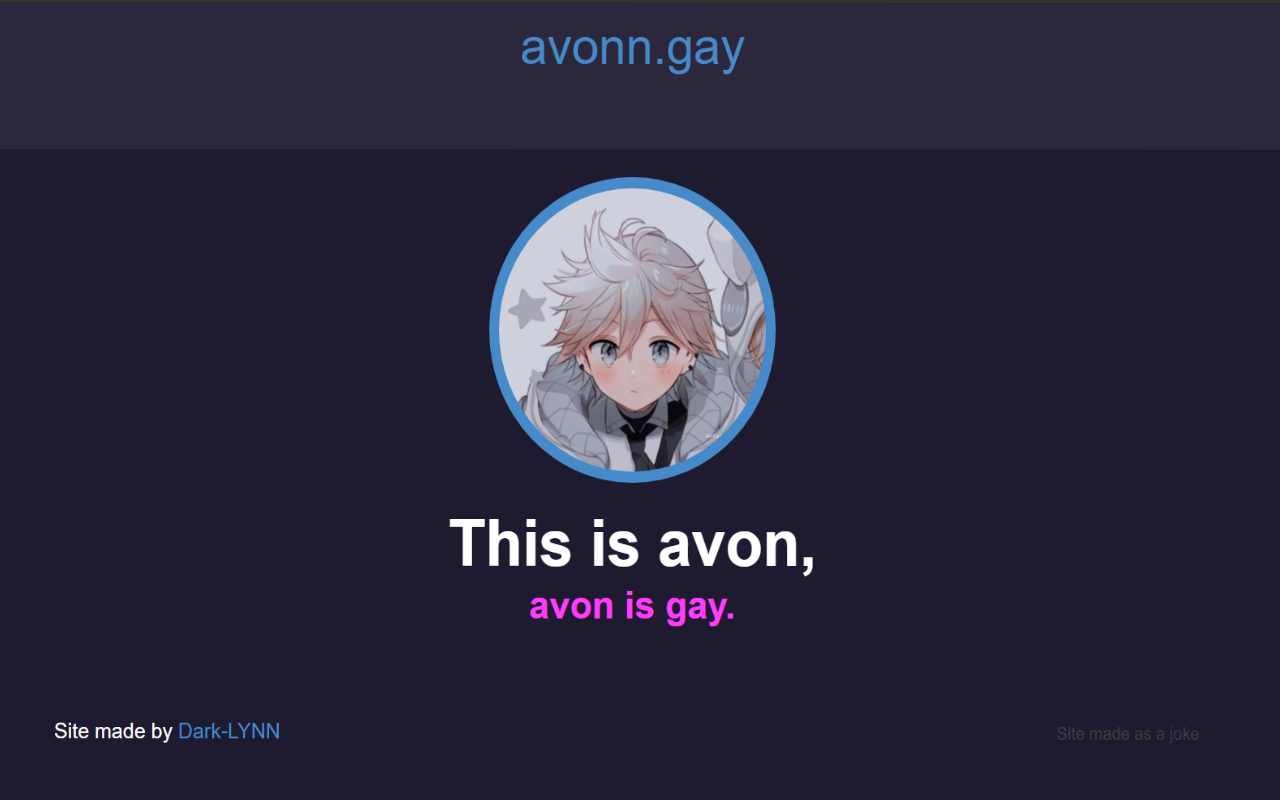 avonn.gay
This is avon,
avon is gay.
Site made by Dark-LYNN
Site made as a joke